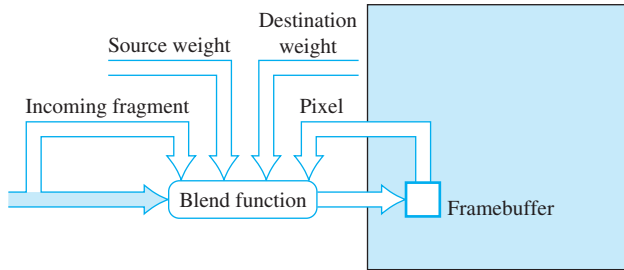 Destination
weight
Source weight
Incoming fragment
Pixel
Blend function
Framebuffer